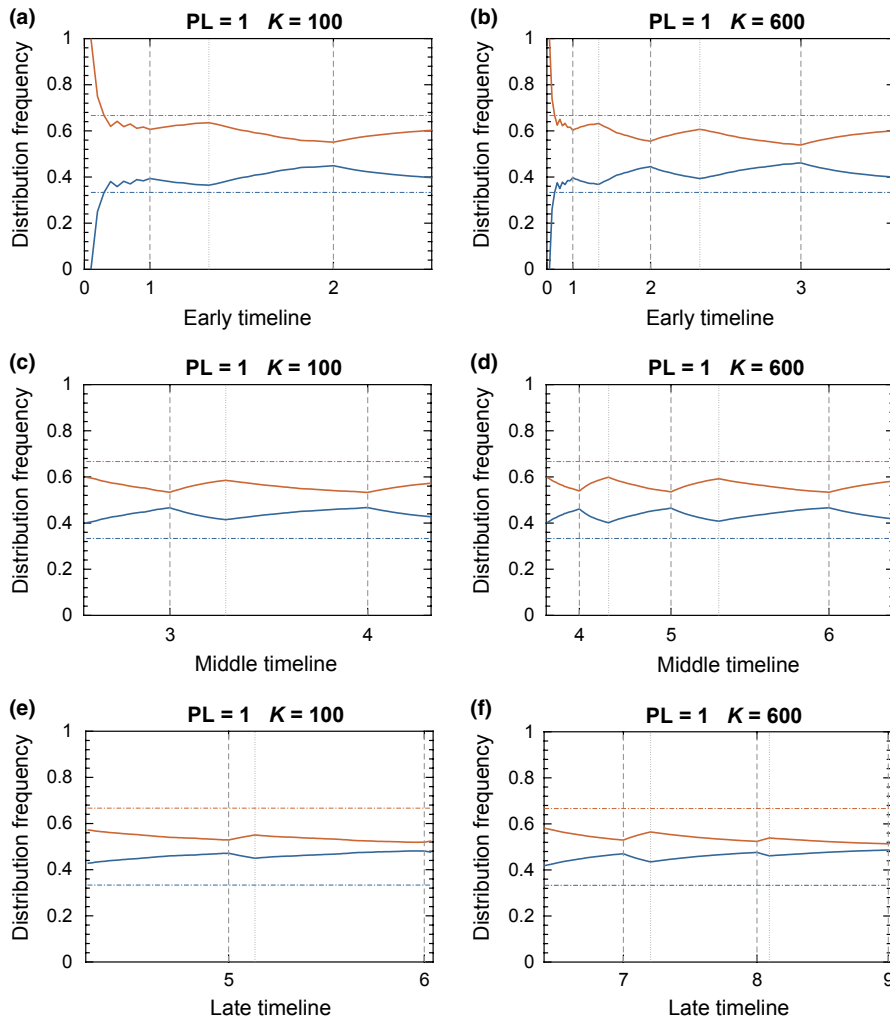 (a)
PL = 1 K = 100
Distribution frequency
1
0.8
0.6
0.4
0.2
0
0 1 2
Early timeline
(b)
PL = 1 K = 600
Distribution frequency
1
0.8
0.6
0.4
0.2
0
0 1 2 3
Early timeline
(c)
PL = 1 K = 100
Distribution frequency
1
0.8
0.6
0.4
0.2
0
3 4
Middle timeline
(d)
PL = 1 K = 600
Distribution frequency
1
0.8
0.6
0.4
0.2
0
4 5 6
Middle timeline
(e)
PL = 1 K = 100
Distribution frequency
1
0.8
0.6
0.4
0.2
0
5 6
Late timeline
(f)
PL = 1 K = 600
Distribution frequency
1
0.8
0.6
0.4
0.2
0
7 8 9
Late timeline